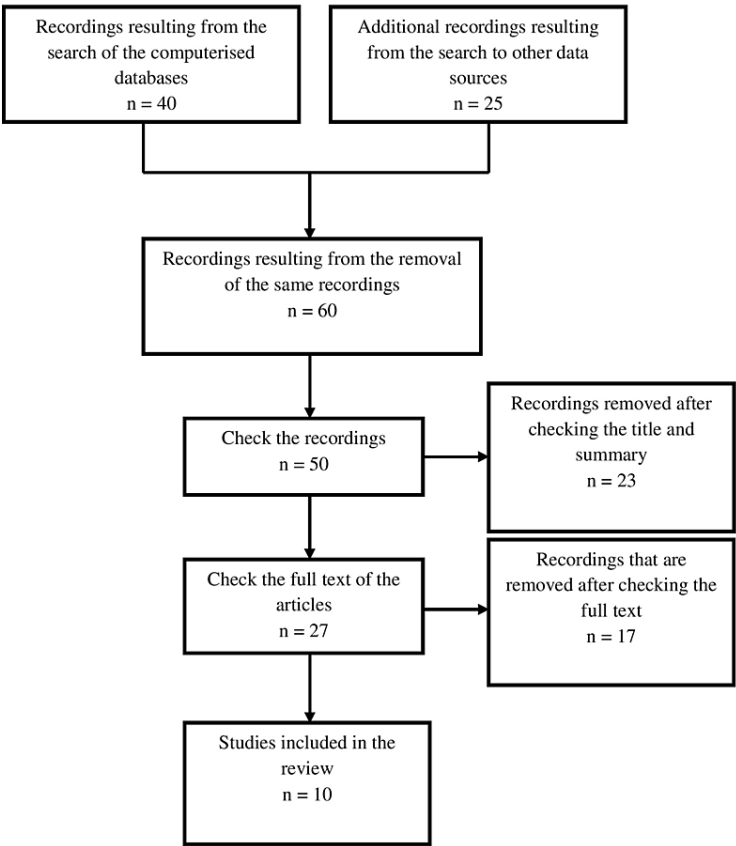 Recordings resulting from the
search of the computerised
databases
n = 40
Additional recordings resulting
from the search to other data
sources
n = 25
Recordings resulting from the removal
of the same recordings
n = 60
Check the recordings
n = 50
Recordings removed after
checking the title and
summary
n = 23
Check the full text of the
articles
n = 27
Recordings that are
removed after checking the
full text
n = 17
Studies included in the
review
n = 10